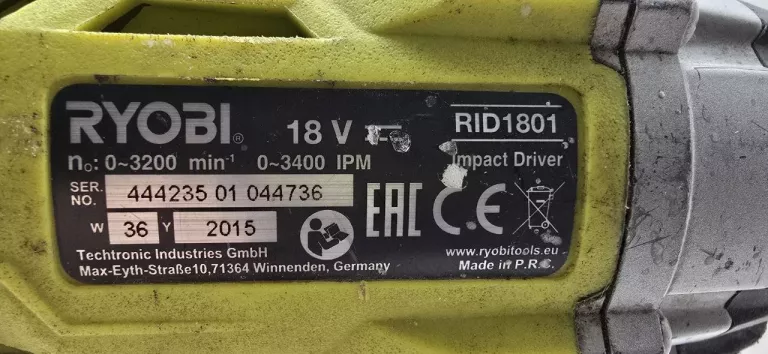 RYOBI®
18 V
RID1801
n₀: 0~3200 min⁻¹ 0~3400 IPM
Impact Driver
SER. NO. 444235 01 044736
W 36 Y 2015
EAC CE
Techtronic Industries GmbH
Max-Eyth-Straße10,71364 Winnenden, Germany
www.ryobitools.eu
Made in P.R.C.